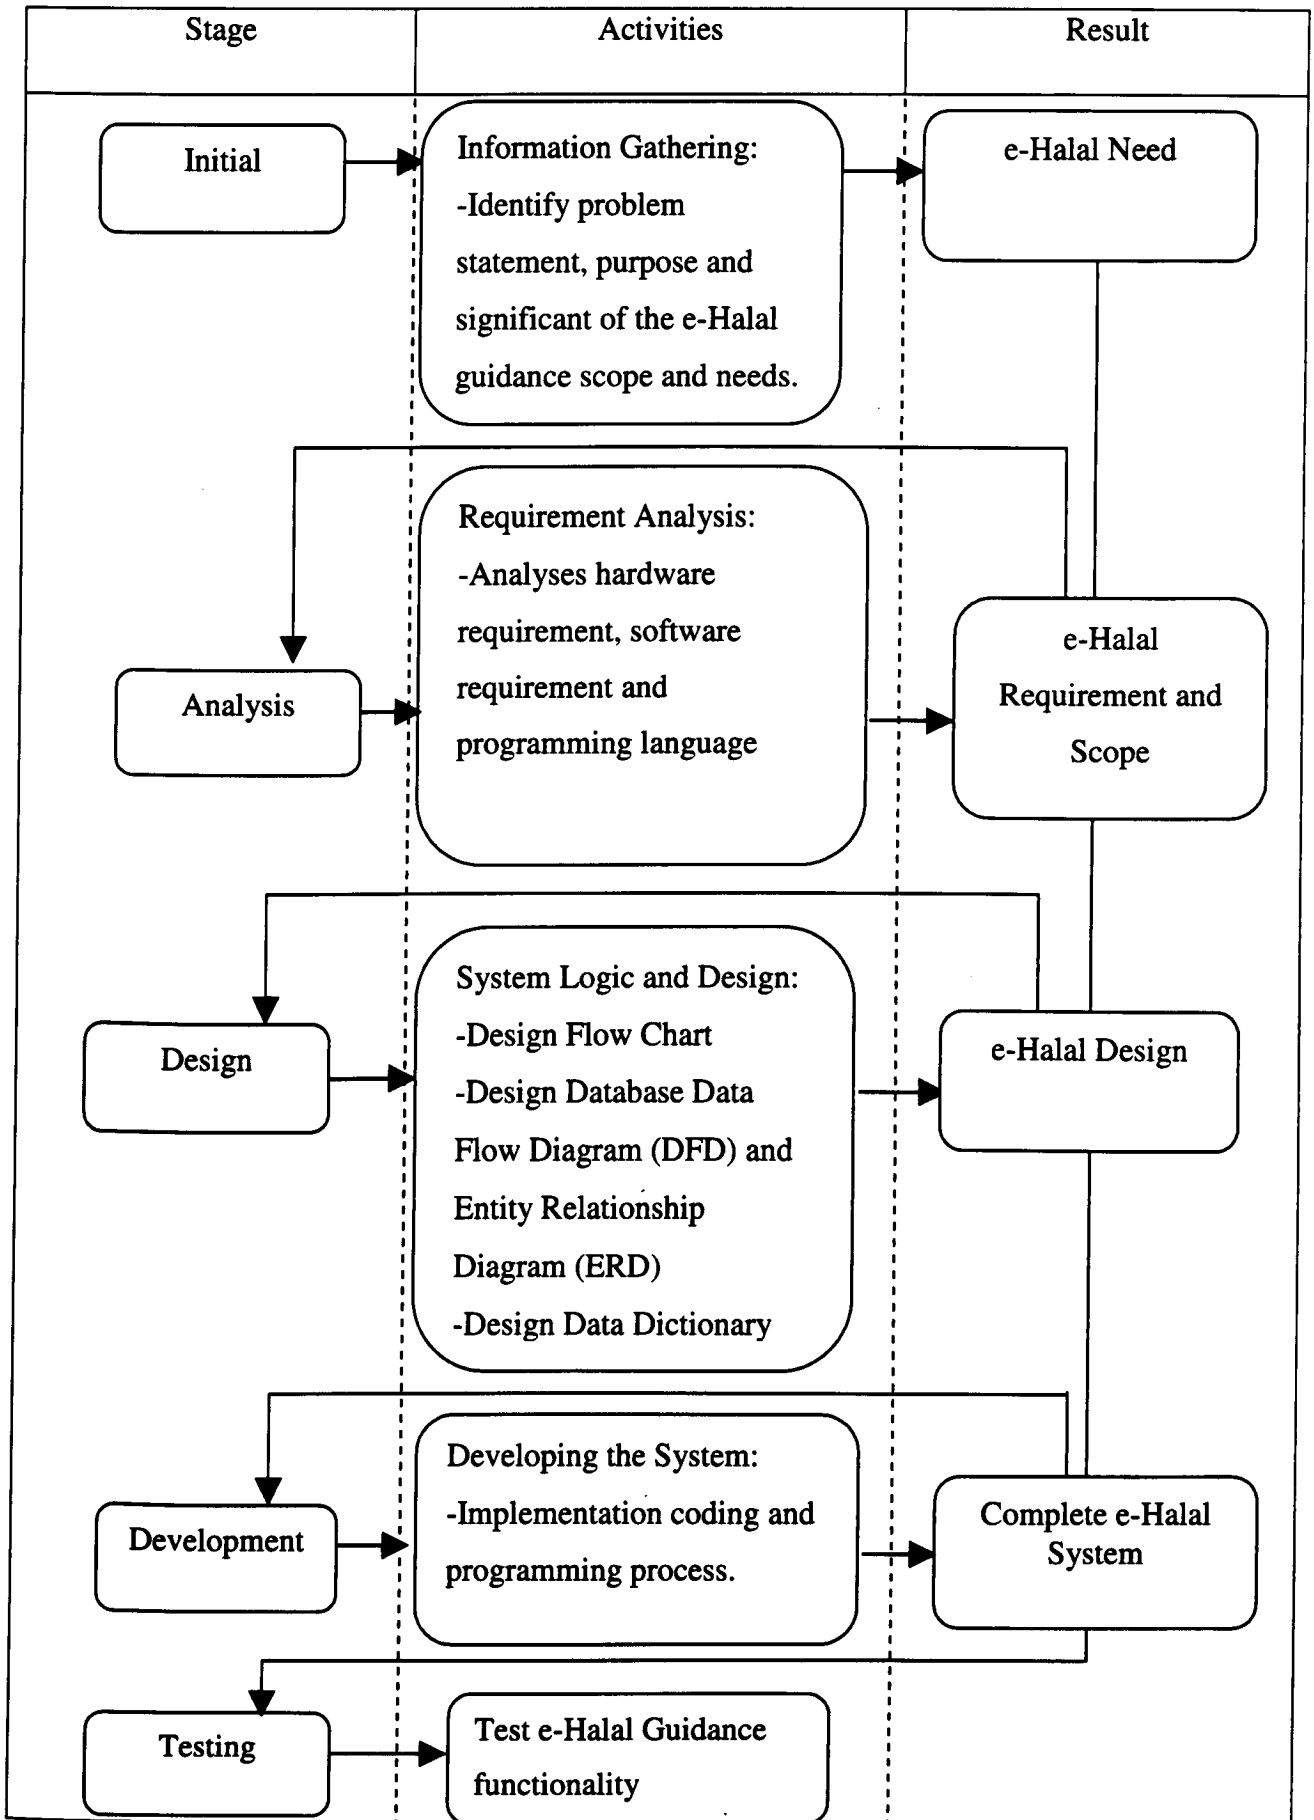 Stage
Activities
Result
Initial
Information Gathering:
-Identify problem
statement, purpose and
significant of the e-Halal
guidance scope and needs.
e-Halal Need
Analysis
Requirement Analysis:
-Analyses hardware
requirement, software
requirement and
programming language
e-Halal
Requirement and
Scope
Design
System Logic and Design:
-Design Flow Chart
-Design Database Data
Flow Diagram (DFD) and
Entity Relationship
Diagram (ERD)
-Design Data Dictionary
e-Halal Design
Development
Developing the System:
-Implementation coding and
programming process.
Complete e-Halal
System
Testing
Test e-Halal Guidance
functionality